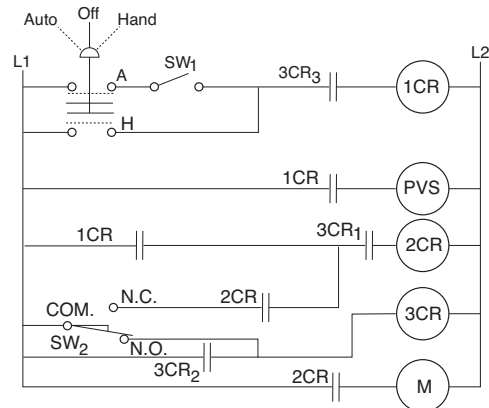 Off
Auto Hand
L1 L2
A SW1 3CR3 1CR
H
1CR PVS
1CR 3CR1 2CR
N.C. 2CR
COM. 3CR
SW2 N.O.
3CR2 2CR M